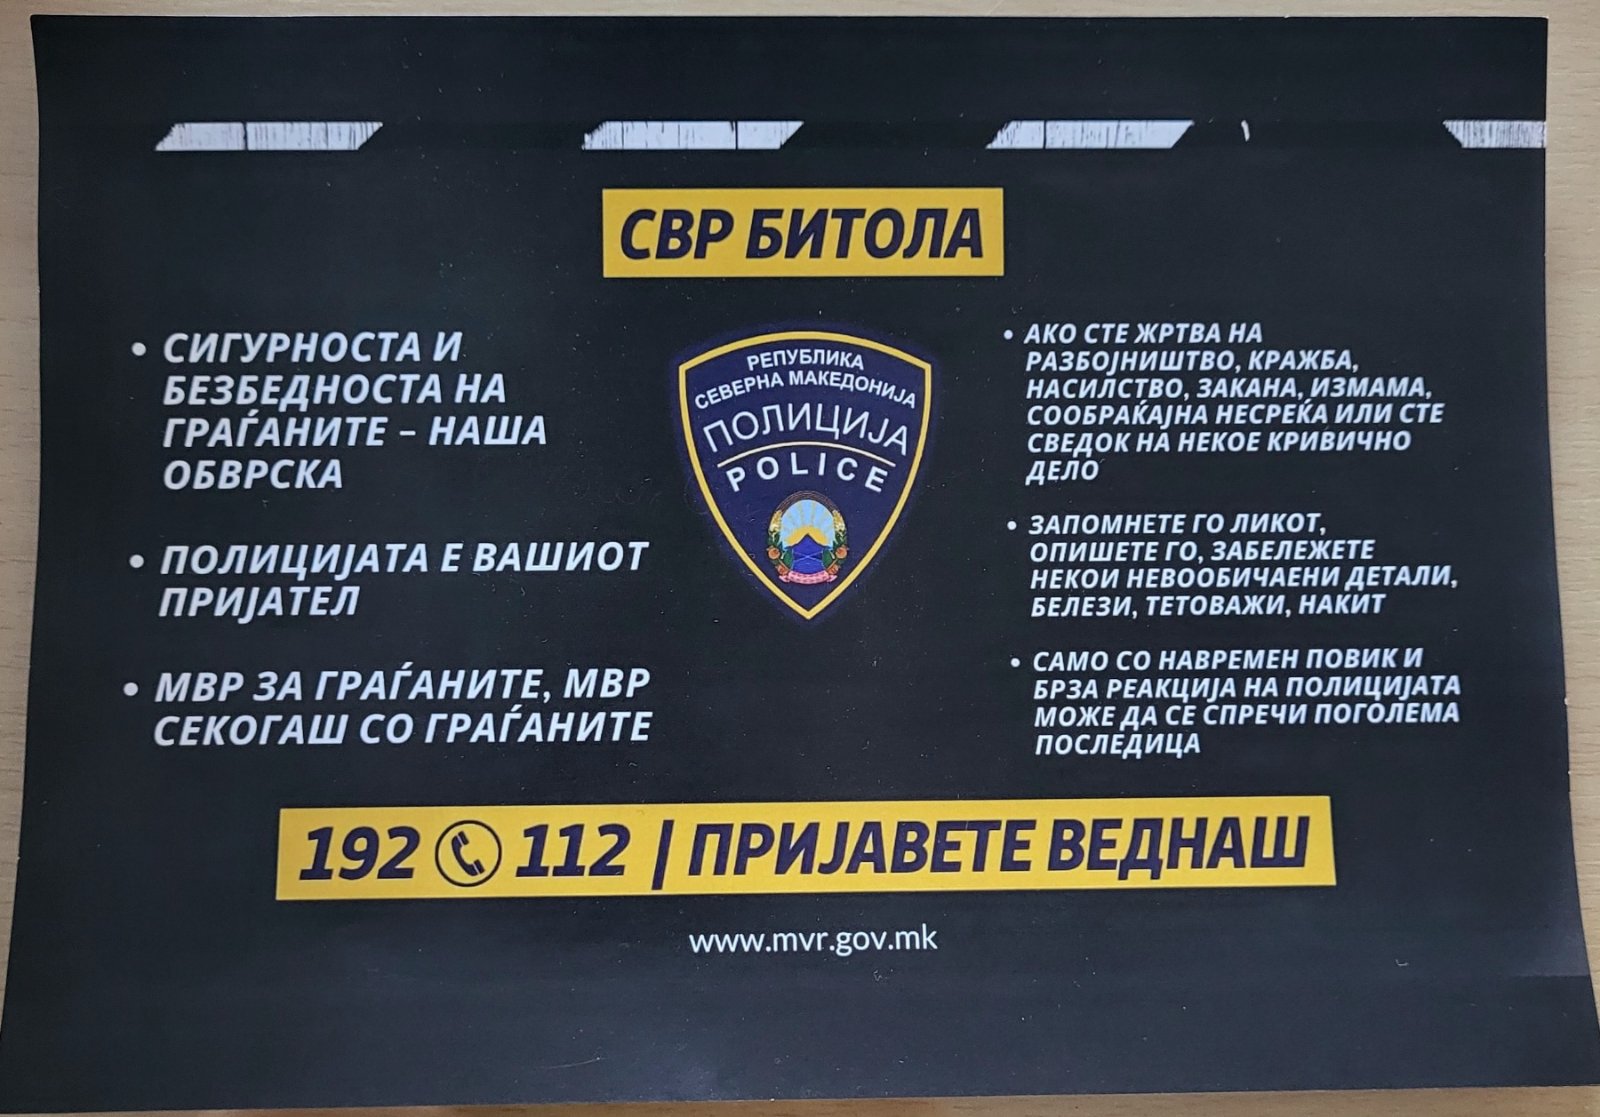 СВР БИТОЛА
• СИГУРНОСТА И
БЕЗБЕДНОСТА НА
ГРАЃАНИТЕ – НАША
ОБВРСКА
• ПОЛИЦИЈАТА Е ВАШИОТ
ПРИЈАТЕЛ
• МВР ЗА ГРАЃАНИТЕ, МВР
СЕКОГАШ СО ГРАЃАНИТЕ
РЕПУБЛИКА
СЕВЕРНА МАКЕДОНИЈА
ПОЛИЦИЈА
POLICE
• АКО СТЕ ЖРТВА НА
РАЗБОЈНИШТВО, КРАЖБА,
НАСИЛСТВО, ЗАКАНА, ИЗМАМА,
СООБРАЌАЈНА НЕСРЕЌА ИЛИ СТЕ
СВЕДОК НА НЕКОЕ КРИВИЧНО
ДЕЛО
• ЗАПОМНЕТЕ ГО ЛИКОТ,
ОПИШЕТЕ ГО, ЗАБЕЛЕЖЕТЕ
НЕКОИ НЕВООБИЧАЕНИ ДЕТАЛИ,
БЕЛЕЗИ, ТЕТОВАЖИ, НАКИТ
• САМО СО НАВРЕМЕН ПОВИК И
БРЗА РЕАКЦИЈА НА ПОЛИЦИЈАТА
МОЖЕ ДА СЕ СПРЕЧИ ПОГОЛЕМА
ПОСЛЕДИЦА
192 112 | ПРИЈАВЕТЕ ВЕДНАШ
www.mvr.gov.mk